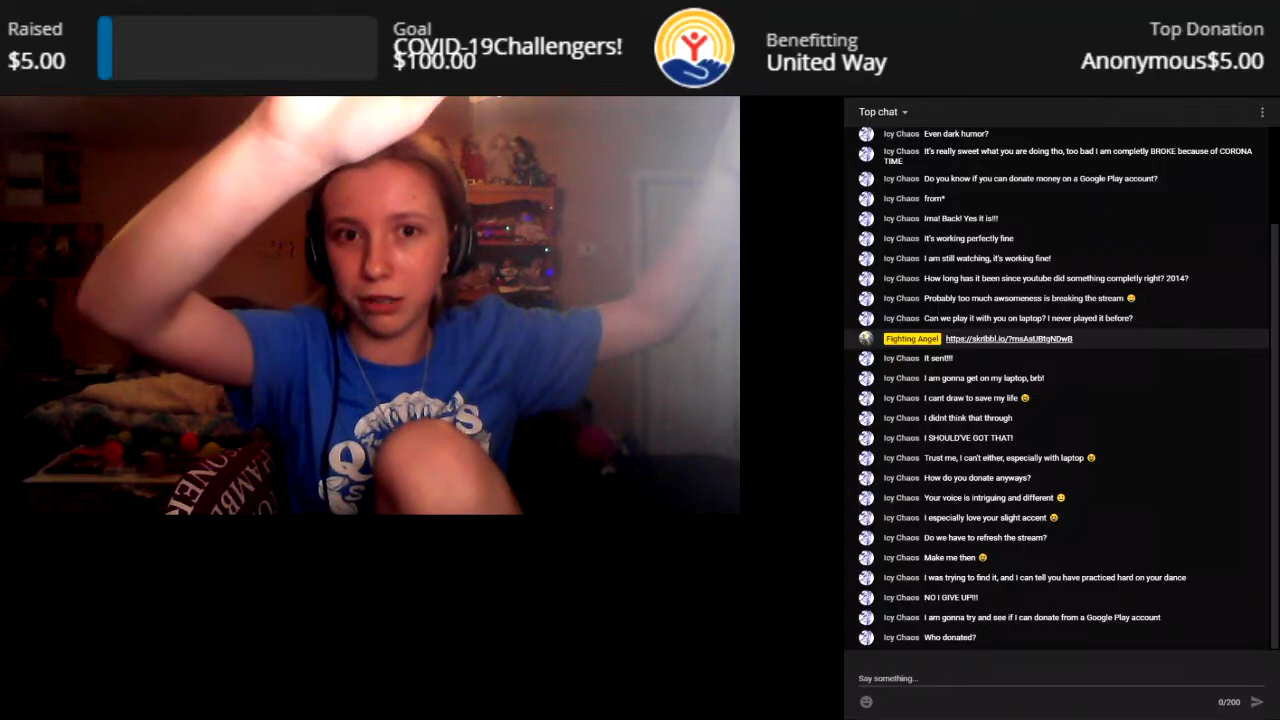 Raised
$5.00
Goal
$100.00
COVID-19Challengers!
Benefitting
United Way
Top Donation
Anonymous$5.00
Top chat
Icy Chaos Even dark humor?
Icy Chaos It's really sweet what you are doing tho, too bad I am completly BROKE because of CORONA
TIME
Icy Chaos Do you know if you can donate money on a Google Play account?
Icy Chaos from*
Icy Chaos Ima! Back! Yes it is!!!
Icy Chaos It's working perfectly fine
Icy Chaos I am still watching, it's working fine!
Icy Chaos How long has it been since youtube did something completly right? 2014?
Icy Chaos Probably too much awsomeness is breaking the stream 😄
Icy Chaos Can we play it with you on laptop? I never played it before?
Fighting Angel https://skribbl.io/?msAsUBtgNDwB
Icy Chaos It sent!!!
Icy Chaos I am gonna get on my laptop, brb!
Icy Chaos I cant draw to save my life 😆
Icy Chaos I didnt think that through
Icy Chaos I SHOULD'VE GOT THAT!
Icy Chaos Trust me, I can't either, especially with laptop 😆
Icy Chaos How do you donate anyways?
Icy Chaos Your voice is intriguing and different 🙂
Icy Chaos I especially love your slight accent 😆
Icy Chaos Do we have to refresh the stream?
Icy Chaos Make me then 😆
Icy Chaos I was trying to find it, and I can tell you have practiced hard on your dance
Icy Chaos NO I GIVE UP!!!
Icy Chaos I am gonna try and see if I can donate from a Google Play account
Icy Chaos Who donated?
Say something...
0/200